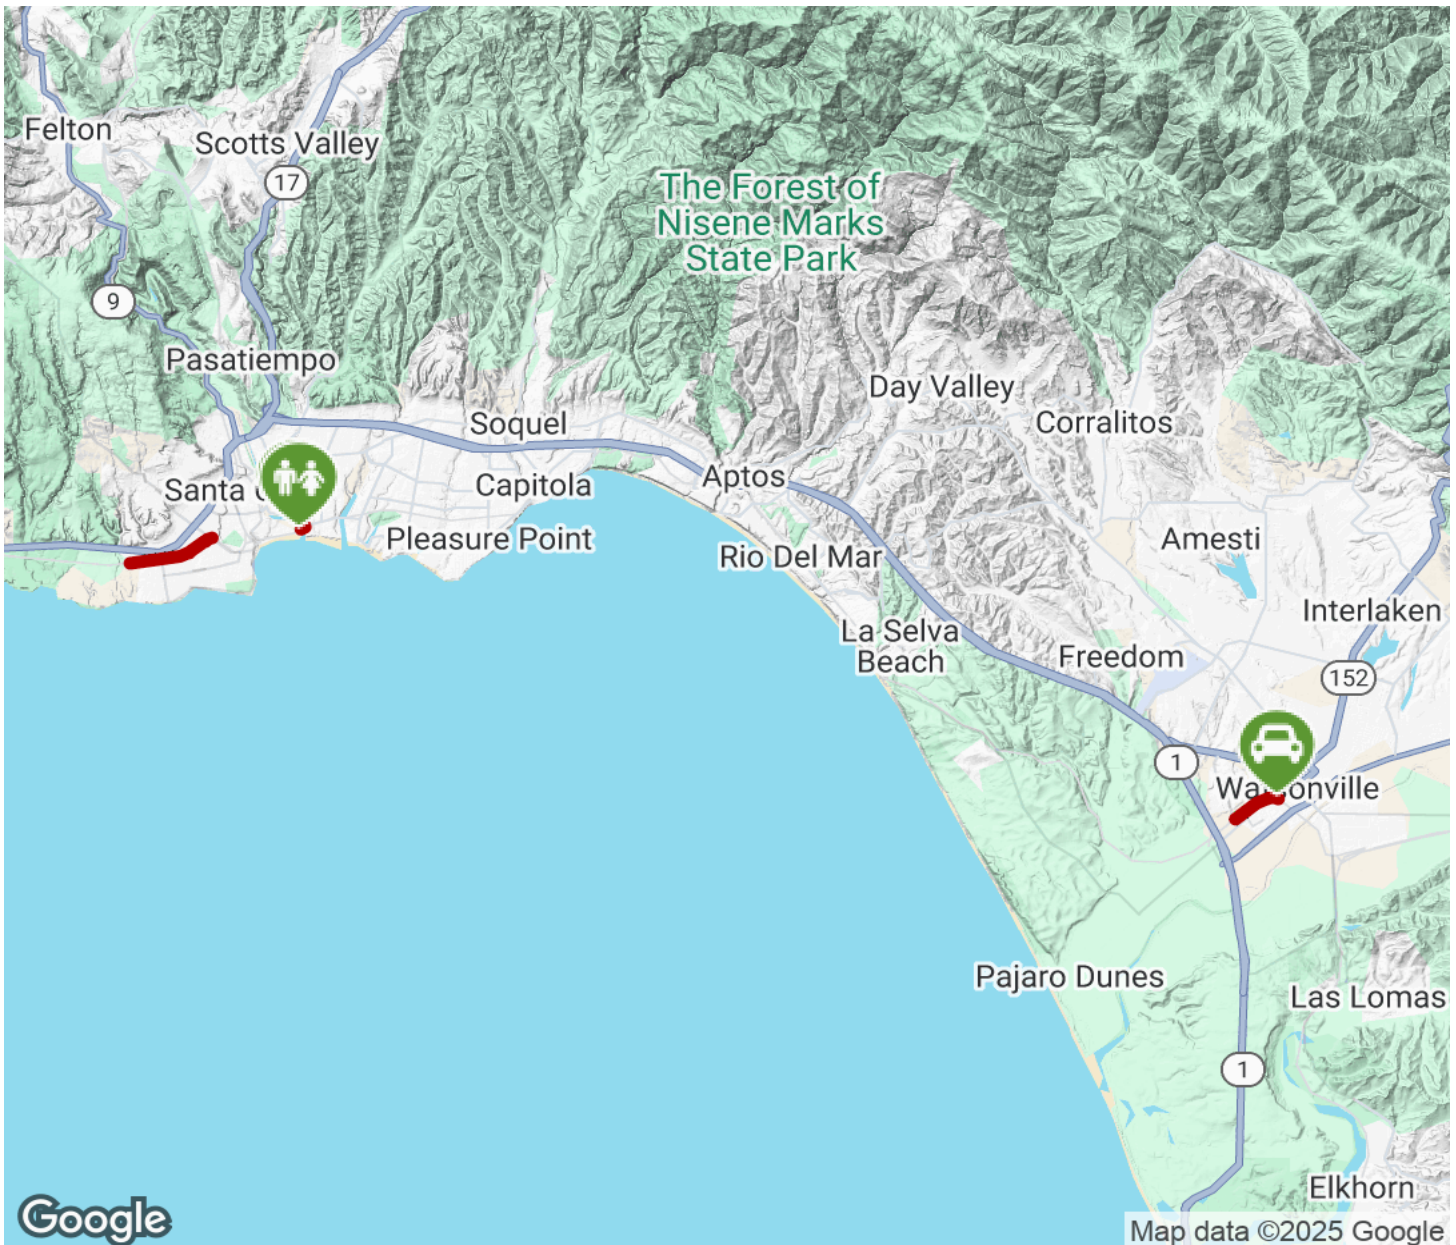 Felton
Scotts Valley
17
The Forest of
Nisene Marks
State Park
9
Pasatiempo
Day Valley
Soquel
Corralitos
Santa
Capitola
Aptos
Pleasure Point
Rio Del Mar
Amesti
Interlaken
La Selva
Beach
Freedom
152
1
Watsonville
Pajaro Dunes
Las Lomas
1
Elkhorn
Google
Map data ©2025 Google